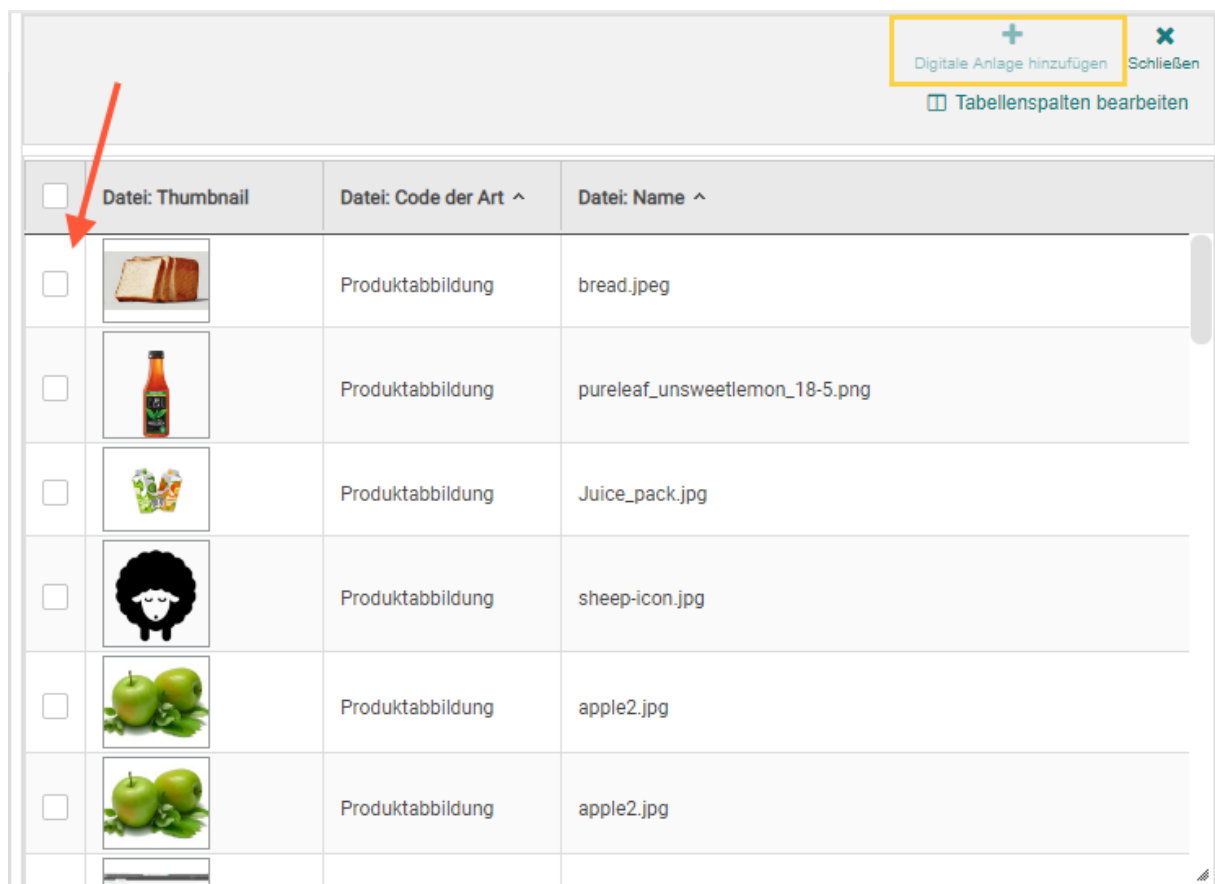 Digitale Anlage hinzufügen Schließen
Tabellenspalten bearbeiten
Datei: Thumbnail Datei: Code der Art Datei: Name
Produktabbildung bread.jpeg
Produktabbildung pureleaf_unsweetlemon_18-5.png
Produktabbildung Juice_pack.jpg
Produktabbildung sheep-icon.jpg
Produktabbildung apple2.jpg
Produktabbildung apple2.jpg